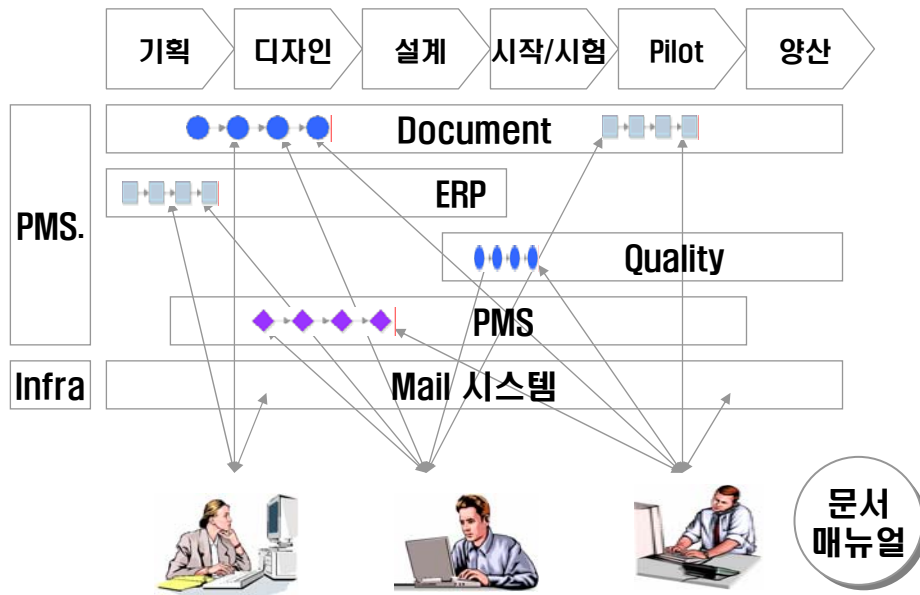 기획
디자인
설계
시작/시험
Pilot
양산
Document
ERP
PMS.
Quality
PMS
Infra
Mail 시스템
문서
매뉴얼